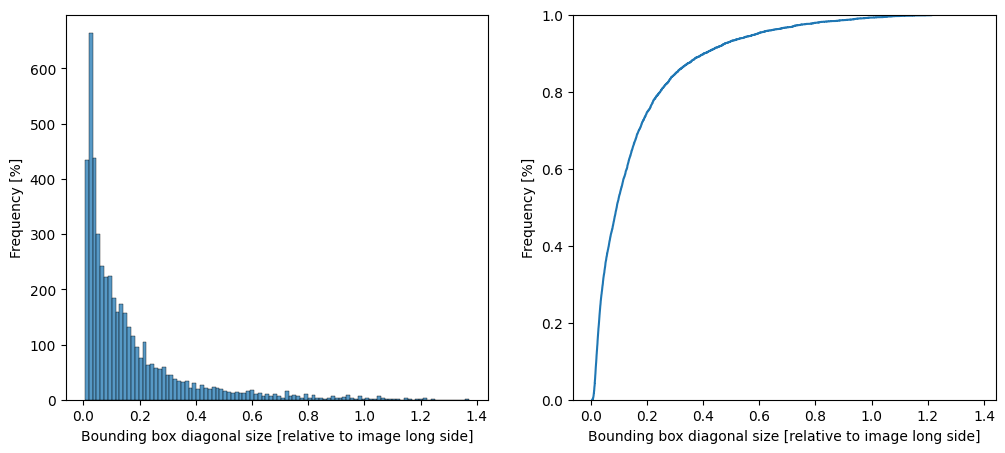 Frequency [%]
600
500
400
300
200
100
0
0.0 0.2 0.4 0.6 0.8 1.0 1.2 1.4
Bounding box diagonal size [relative to image long side]
Frequency [%]
1.0
0.8
0.6
0.4
0.2
0.0
0.0 0.2 0.4 0.6 0.8 1.0 1.2 1.4
Bounding box diagonal size [relative to image long side]